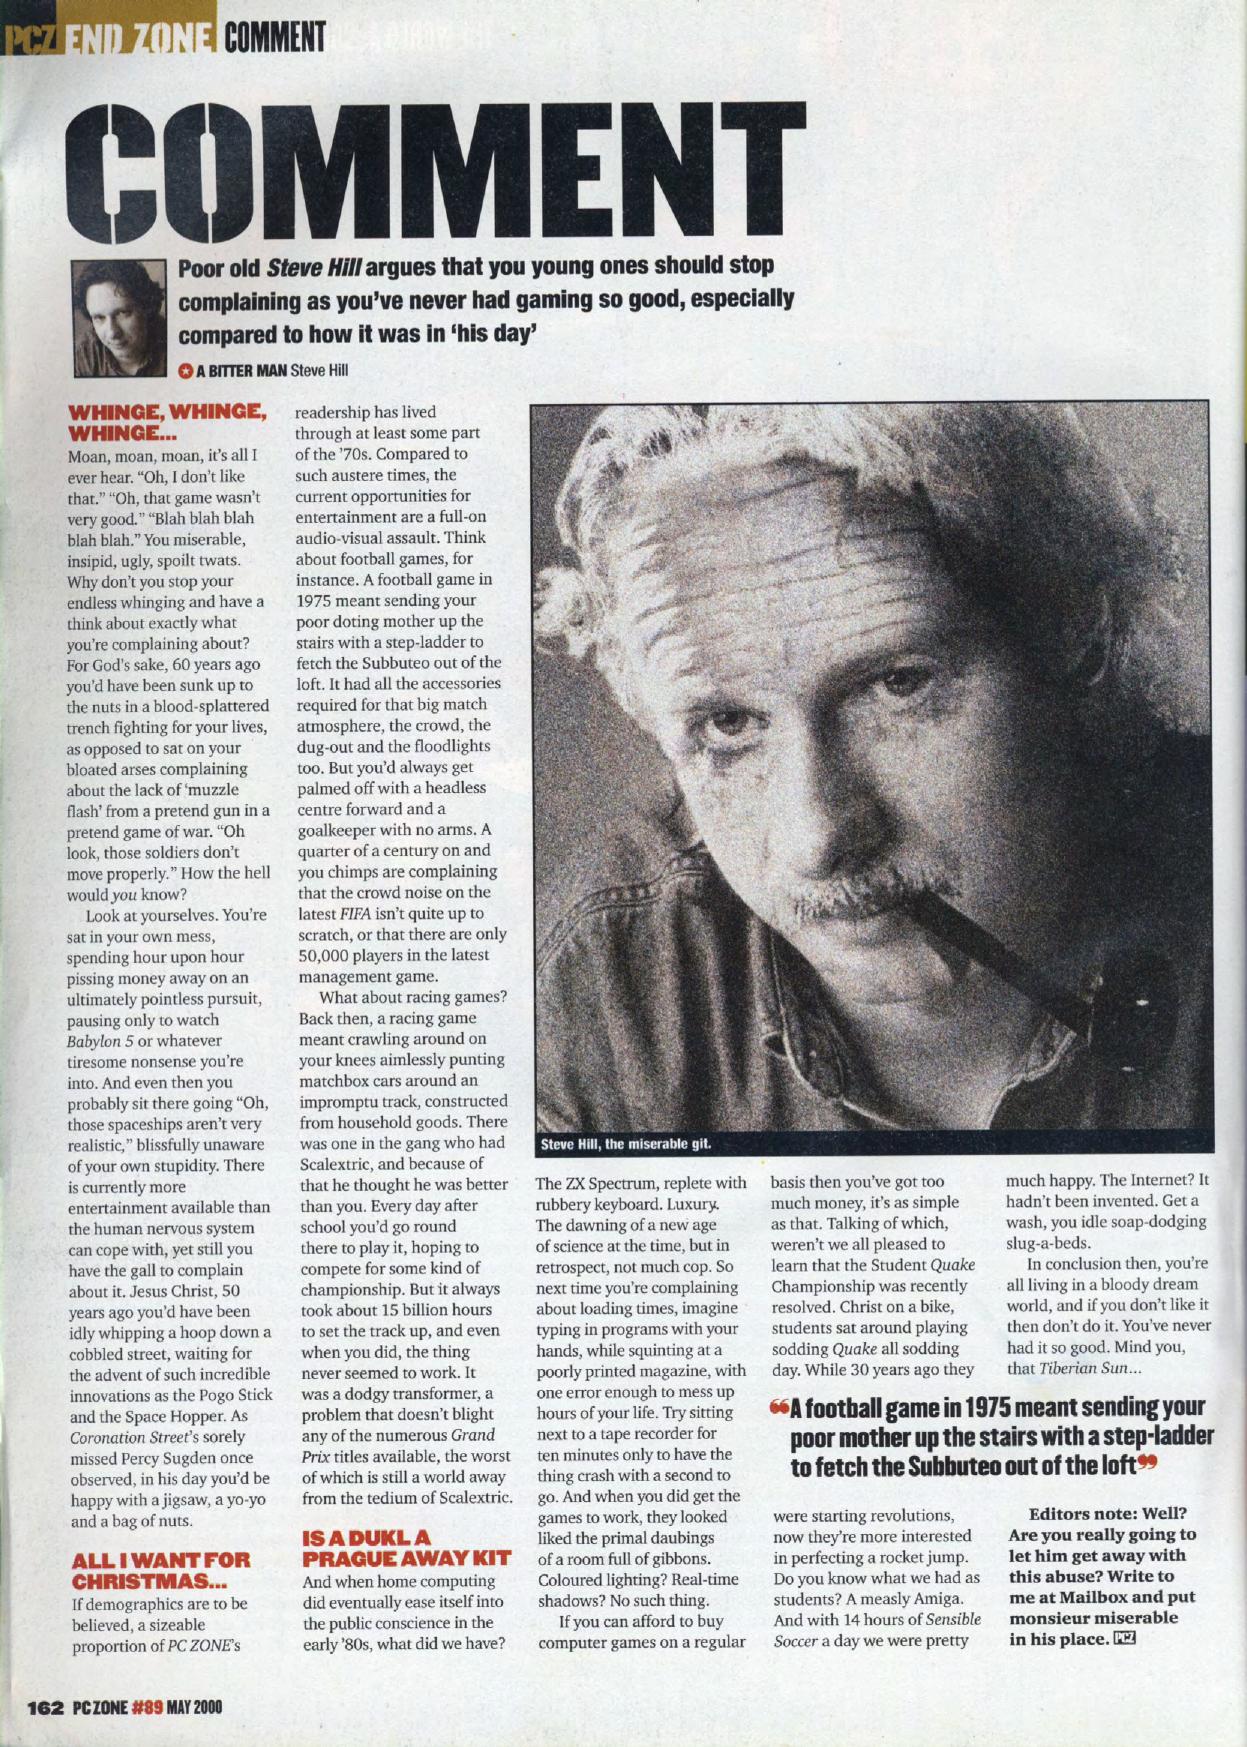 PCZ END ZONE COMMENT
COMMENT
Poor old Steve Hill argues that you young ones should stop
complaining as you've never had gaming so good, especially
compared to how it was in 'his day'
A BITTER MAN Steve Hill
WHINGE, WHINGE,
WHINGE...
Moan, moan, moan, it's all I
ever hear. "Oh, I don't like
that." "Oh, that game wasn't
very good." "Blah blah blah
blah blah." You miserable,
insipid, ugly, spoilt twats.
Why don't you stop your
endless whinging and have a
think about exactly what
you're complaining about?
For God's sake, 60 years ago
you'd have been sunk up to
the nuts in a blood-splattered
trench fighting for your lives,
as opposed to sat on your
bloated arses complaining
about the lack of 'muzzle
flash' from a pretend gun in a
pretend game of war. "Oh
look, those soldiers don't
move properly." How the hell
would you know?
Look at yourselves. You're
sat in your own mess,
spending hour upon hour
pissing money away on an
ultimately pointless pursuit,
pausing only to watch
Babylon 5 or whatever
tiresome nonsense you're
into. And even then you
probably sit there going "Oh,
those spaceships aren't very
realistic," blissfully unaware
of your own stupidity. There
is currently more
entertainment available than
the human nervous system
can cope with, yet still you
have the gall to complain
about it. Jesus Christ, 50
years ago you'd have been
idly whipping a hoop down a
cobbled street, waiting for
the advent of such incredible
innovations as the Pogo Stick
and the Space Hopper. As
Coronation Street's sorely
missed Percy Sugden once
observed, in his day you'd be
happy with a jigsaw, a yo-yo
and a bag of nuts.
ALL I WANT FOR
CHRISTMAS...
If demographics are to be
believed, a sizeable
proportion of PC ZONE's
readership has lived
through at least some part
of the '70s. Compared to
such austere times, the
current opportunities for
entertainment are a full-on
audio-visual assault. Think
about football games, for
instance. A football game in
1975 meant sending your
poor doting mother up the
stairs with a step-ladder to
fetch the Subbuteo out of the
loft. It had all the accessories
required for that big match
atmosphere, the crowd, the
dug-out and the floodlights
too. But you'd always get
palmed off with a headless
centre forward and a
goalkeeper with no arms. A
quarter of a century on and
you chimps are complaining
that the crowd noise on the
latest FIFA isn't quite up to
scratch, or that there are only
50,000 players in the latest
management game.
What about racing games?
Back then, a racing game
meant crawling around on
your knees aimlessly punting
matchbox cars around an
impromptu track, constructed
from household goods. There
was one in the gang who had
Scalextric, and because of
that he thought he was better
than you. Every day after
school you'd go round
there to play it, hoping to
compete for some kind of
championship. But it always
took about 15 billion hours
to set the track up, and even
when you did, the thing
never seemed to work. It
was a dodgy transformer, a
problem that doesn't blight
any of the numerous Grand
Prix titles available, the worst
of which is still a world away
from the tedium of Scalextric.
IS A DUKLA
PRAGUE AWAY KIT
And when home computing
did eventually ease itself into
the public conscience in the
early '80s, what did we have?
Steve Hill, the miserable git.
The ZX Spectrum, replete with
rubbery keyboard. Luxury.
The dawning of a new age
of science at the time, but in
retrospect, not much cop. So
next time you're complaining
about loading times, imagine
typing in programs with your
hands, while squinting at a
poorly printed magazine, with
one error enough to mess up
hours of your life. Try sitting
next to a tape recorder for
ten minutes only to have the
thing crash with a second to
go. And when you did get the
games to work, they looked
liked the primal daubings
of a room full of gibbons.
Coloured lighting? Real-time
shadows? No such thing.
If you can afford to buy
computer games on a regular
basis then you've got too
much money, it's as simple
as that. Talking of which,
weren't we all pleased to
learn that the Student Quake
Championship was recently
resolved. Christ on a bike,
students sat around playing
sodding Quake all sodding
day. While 30 years ago they
were starting revolutions,
now they're more interested
in perfecting a rocket jump.
Do you know what we had as
students? A measly Amiga.
And with 14 hours of Sensible
Soccer a day we were pretty
much happy. The Internet? It
hadn't been invented. Get a
wash, you idle soap-dodging
slug-a-beds.
In conclusion then, you're
all living in a bloody dream
world, and if you don't like it
then don't do it. You've never
had it so good. Mind you,
that Tiberian Sun...
"A football game in 1975 meant sending your
poor mother up the stairs with a step-ladder
to fetch the Subbuteo out of the loft"
Editors note: Well?
Are you really going to
let him get away with
this abuse? Write to
me at Mailbox and put
monsieur miserable
in his place. PCZ
162 PC ZONE #89 MAY 2000